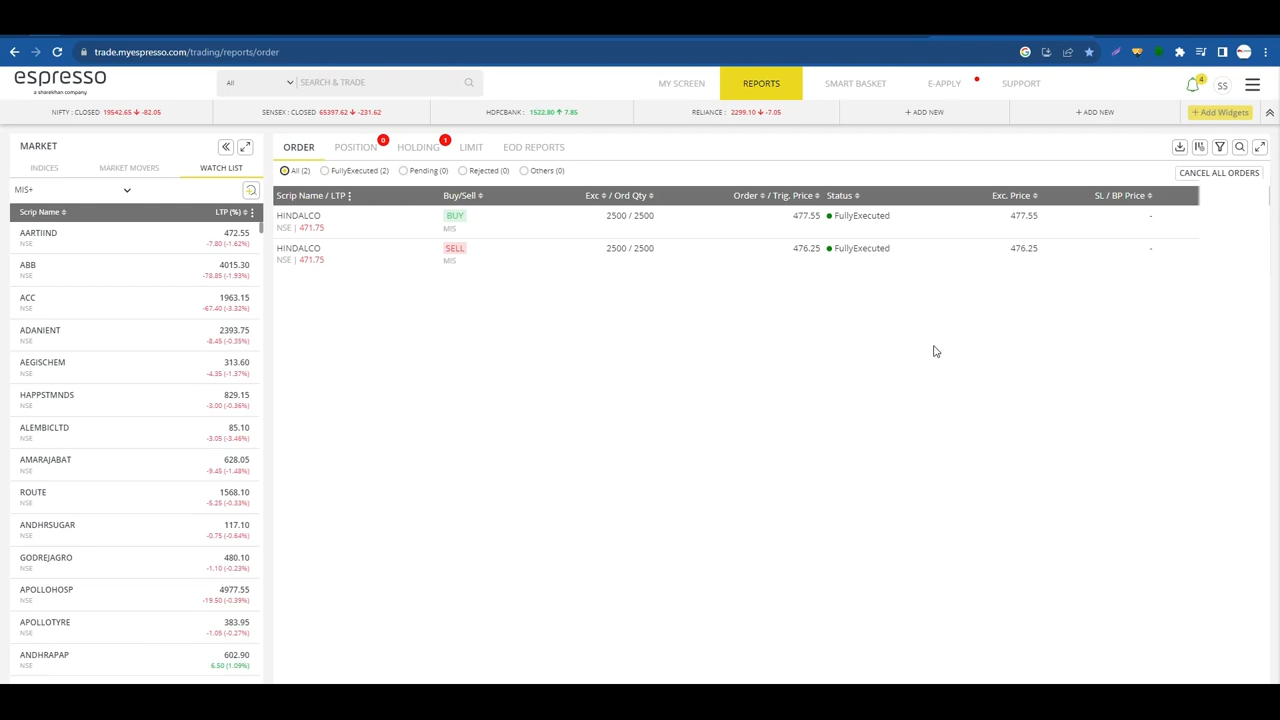 trade.myespresso.com/trading/reports/order
espresso
a sharekhan company
All SEARCH & TRADE
MY SCREEN REPORTS SMART BASKET E-APPLY SUPPORT 4 SS
NIFTY : CLOSED 19542.65 -82.05 SENSEX : CLOSED 65397.62 -231.62 HDFCBANK : 1522.80 7.85 RELIANCE : 2299.10 -7.05 + ADD NEW + ADD NEW + Add Widgets
MARKET
INDICES MARKET MOVERS WATCH LIST
MIS+
Scrip Name LTP (%)
AARTIIND 472.55
NSE -7.80 (-1.62%)
ABB 4015.30
NSE -78.85 (-1.93%)
ACC 1963.15
NSE -67.40 (-3.32%)
ADANIENT 2393.75
NSE -8.45 (-0.35%)
AEGISCHEM 313.60
NSE -4.35 (-1.37%)
HAPPSTMNDS 829.15
NSE -3.00 (-0.36%)
ALEMBICLTD 85.10
NSE -3.05 (-3.46%)
AMARAJABAT 628.05
NSE -9.45 (-1.48%)
ROUTE 1568.10
NSE -5.25 (-0.33%)
ANDHRSUGAR 117.10
NSE -0.75 (-0.64%)
GODREJAGRO 480.10
NSE -1.10 (-0.23%)
APOLLOHOSP 4977.55
NSE -19.50 (-0.39%)
APOLLOTYRE 383.95
NSE -1.05 (-0.27%)
ANDHRAPAP 602.90
NSE 6.50 (1.09%)
ORDER POSITION 0 HOLDING 1 LIMIT EOD REPORTS
All (2) FullyExecuted (2) Pending (0) Rejected (0) Others (0) CANCEL ALL ORDERS
Scrip Name / LTP Buy/Sell Exc / Ord Qty Order / Trig. Price Status Exc. Price SL / BP Price
HINDALCO BUY 2500 / 2500 477.55 FullyExecuted 477.55 -
NSE | 471.75 MIS
HINDALCO SELL 2500 / 2500 476.25 FullyExecuted 476.25 -
NSE | 471.75 MIS